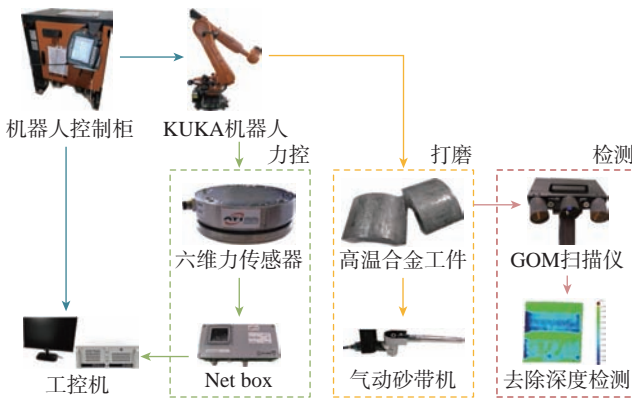 机器人控制柜
KUKA机器人
力控
打磨
检测
ATI
六维力传感器
高温合金工件
GOM扫描仪
工控机
Net box
气动砂带机
去除深度检测